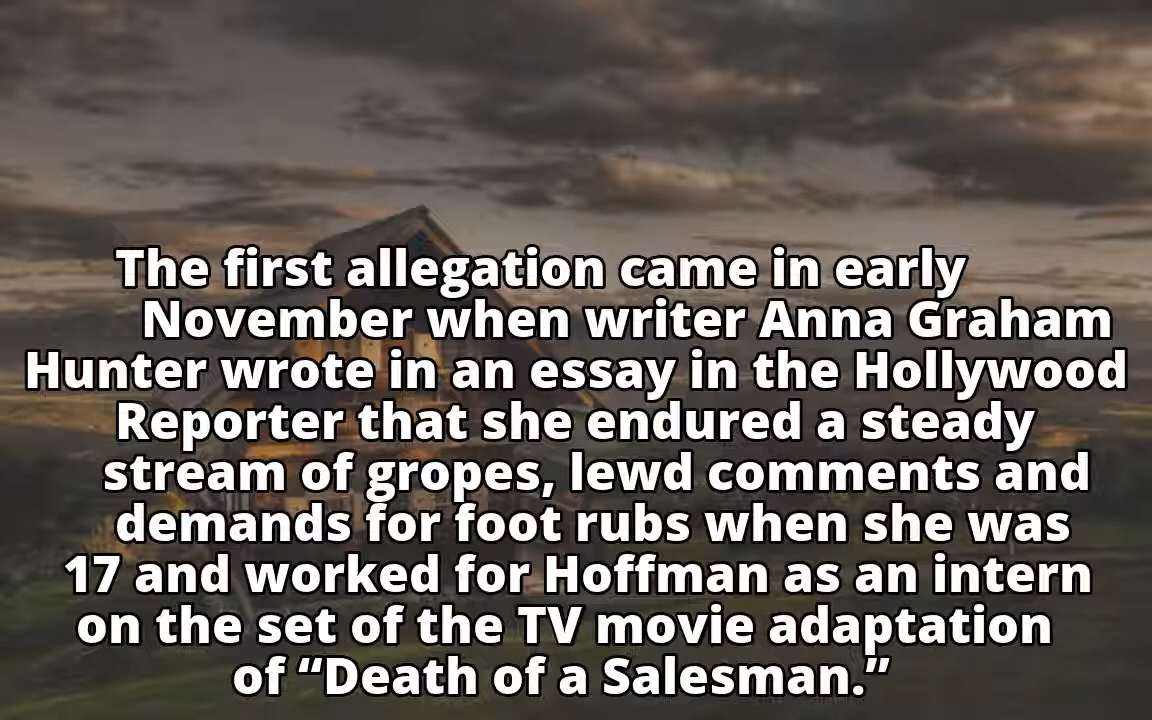 The first allegation came in early
November when writer Anna Graham
Hunter wrote in an essay in the Hollywood
Reporter that she endured a steady
stream of gropes, lewd comments and
demands for foot rubs when she was
17 and worked for Hoffman as an intern
on the set of the TV movie adaptation
of “Death of a Salesman.”